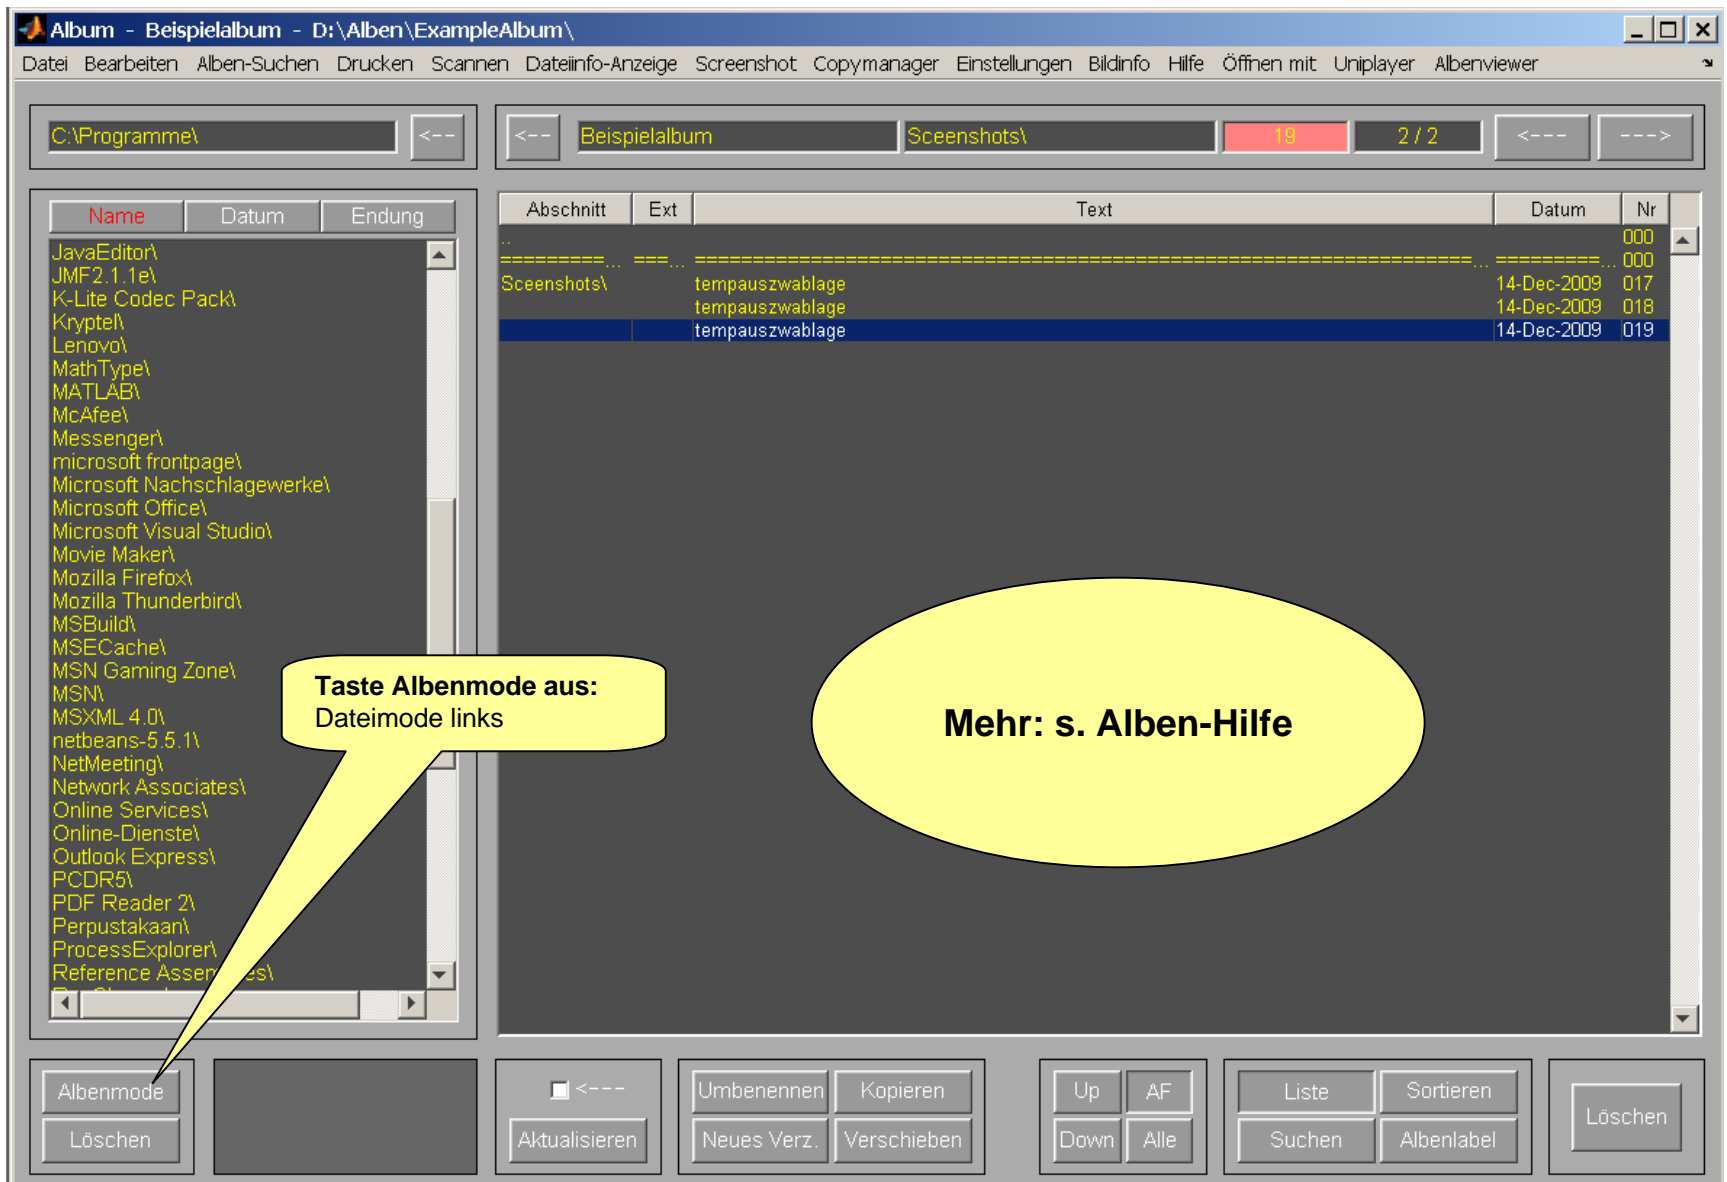 Album - Beispielalbum - D:\Alben\ExampleAlbum\
Datei Bearbeiten Alben-Suchen Drucken Scannen Dateiinfo-Anzeige Screenshot Copymanager Einstellungen Bildinfo Hilfe Öffnen mit Uniplayer Albenviewer
C:\Programme\ <--
<-- Beispielalbum Sceenshots\ 19 2 / 2 <--- --->
Name Datum Endung
JavaEditor\
JMF2.1.1e\
K-Lite Codec Pack\
Kryptel\
Lenovo\
MathType\
MATLAB\
McAfee\
Messenger\
microsoft frontpage\
Microsoft Nachschlagewerke\
Microsoft Office\
Microsoft Visual Studio\
Movie Maker\
Mozilla Firefox\
Mozilla Thunderbird\
MSBuild\
MSECache\
MSN Gaming Zone\
MSN\
MSXML 4.0\
netbeans-5.5.1\
NetMeeting\
Network Associates\
Online Services\
Online-Dienste\
Outlook Express\
PCDR5\
PDF Reader 2\
Perpustakaan\
ProcessExplorer\
Reference
Abschnitt Ext Text Datum Nr
.. 000
=========... ===... ===================================================================... =========... 000
Sceenshots\ tempauszwablage 14-Dec-2009 017
tempauszwablage 14-Dec-2009 018
tempauszwablage 14-Dec-2009 019
Taste Albenmode aus:
Dateimode links
Mehr: s. Alben-Hilfe
Albenmode
Löschen
<---
Aktualisieren
Umbenennen Kopieren
Neues Verz. Verschieben
Up AF
Down Alle
Liste Sortieren
Suchen Albenlabel
Löschen